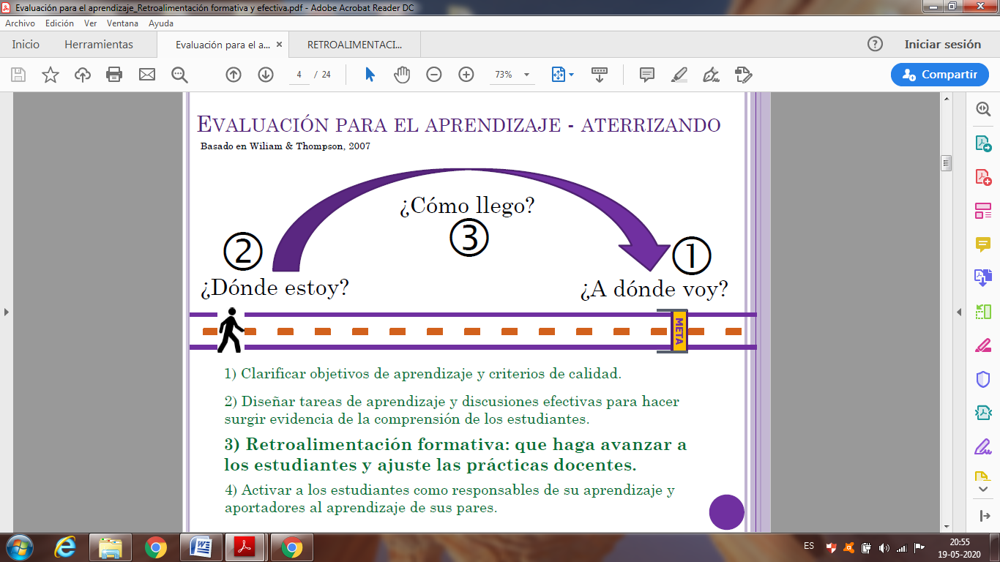 Evaluación para el aprendizaje_Retroalimentación formativa y efectiva.pdf - Adobe Acrobat Reader DC
Archivo Edición Ver Ventana Ayuda
Inicio Herramientas Evaluación para el a... × RETROALIMENTACI... ? Iniciar sesión
4 / 24 73% Compartir
EVALUACIÓN PARA EL APRENDIZAJE - ATERRIZANDO
Basado en Wiliam & Thompson, 2007
¿Cómo llego?
③
②
①
¿Dónde estoy?
¿A dónde voy?
META
1) Clarificar objetivos de aprendizaje y criterios de calidad.
2) Diseñar tareas de aprendizaje y discusiones efectivas para hacer
surgir evidencia de la comprensión de los estudiantes.
3) Retroalimentación formativa: que haga avanzar a
los estudiantes y ajuste las prácticas docentes.
4) Activar a los estudiantes como responsables de su aprendizaje y
aportadores al aprendizaje de sus pares.
ES
20:55
19-05-2020